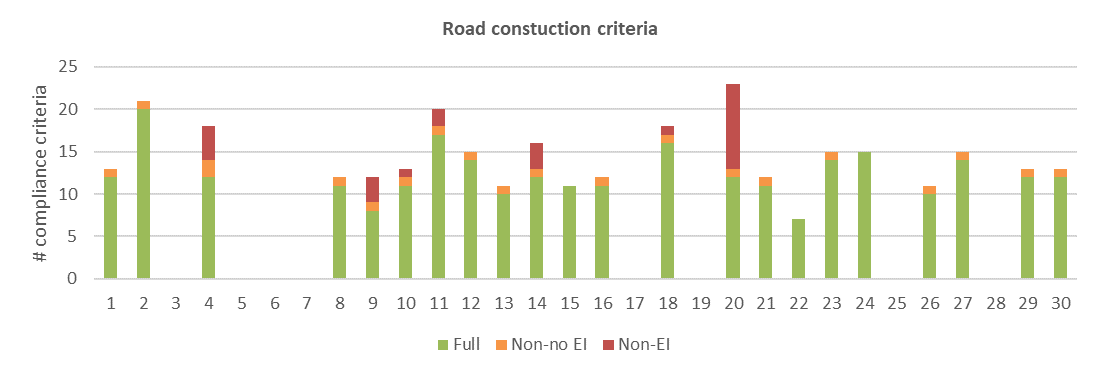 Road constuction criteria
# compliance criteria
25
20
15
10
5
0
1 2 3 4 5 6 7 8 9 10 11 12 13 14 15 16 17 18 19 20 21 22 23 24 25 26 27 28 29 30
Full Non-no EI Non-EI